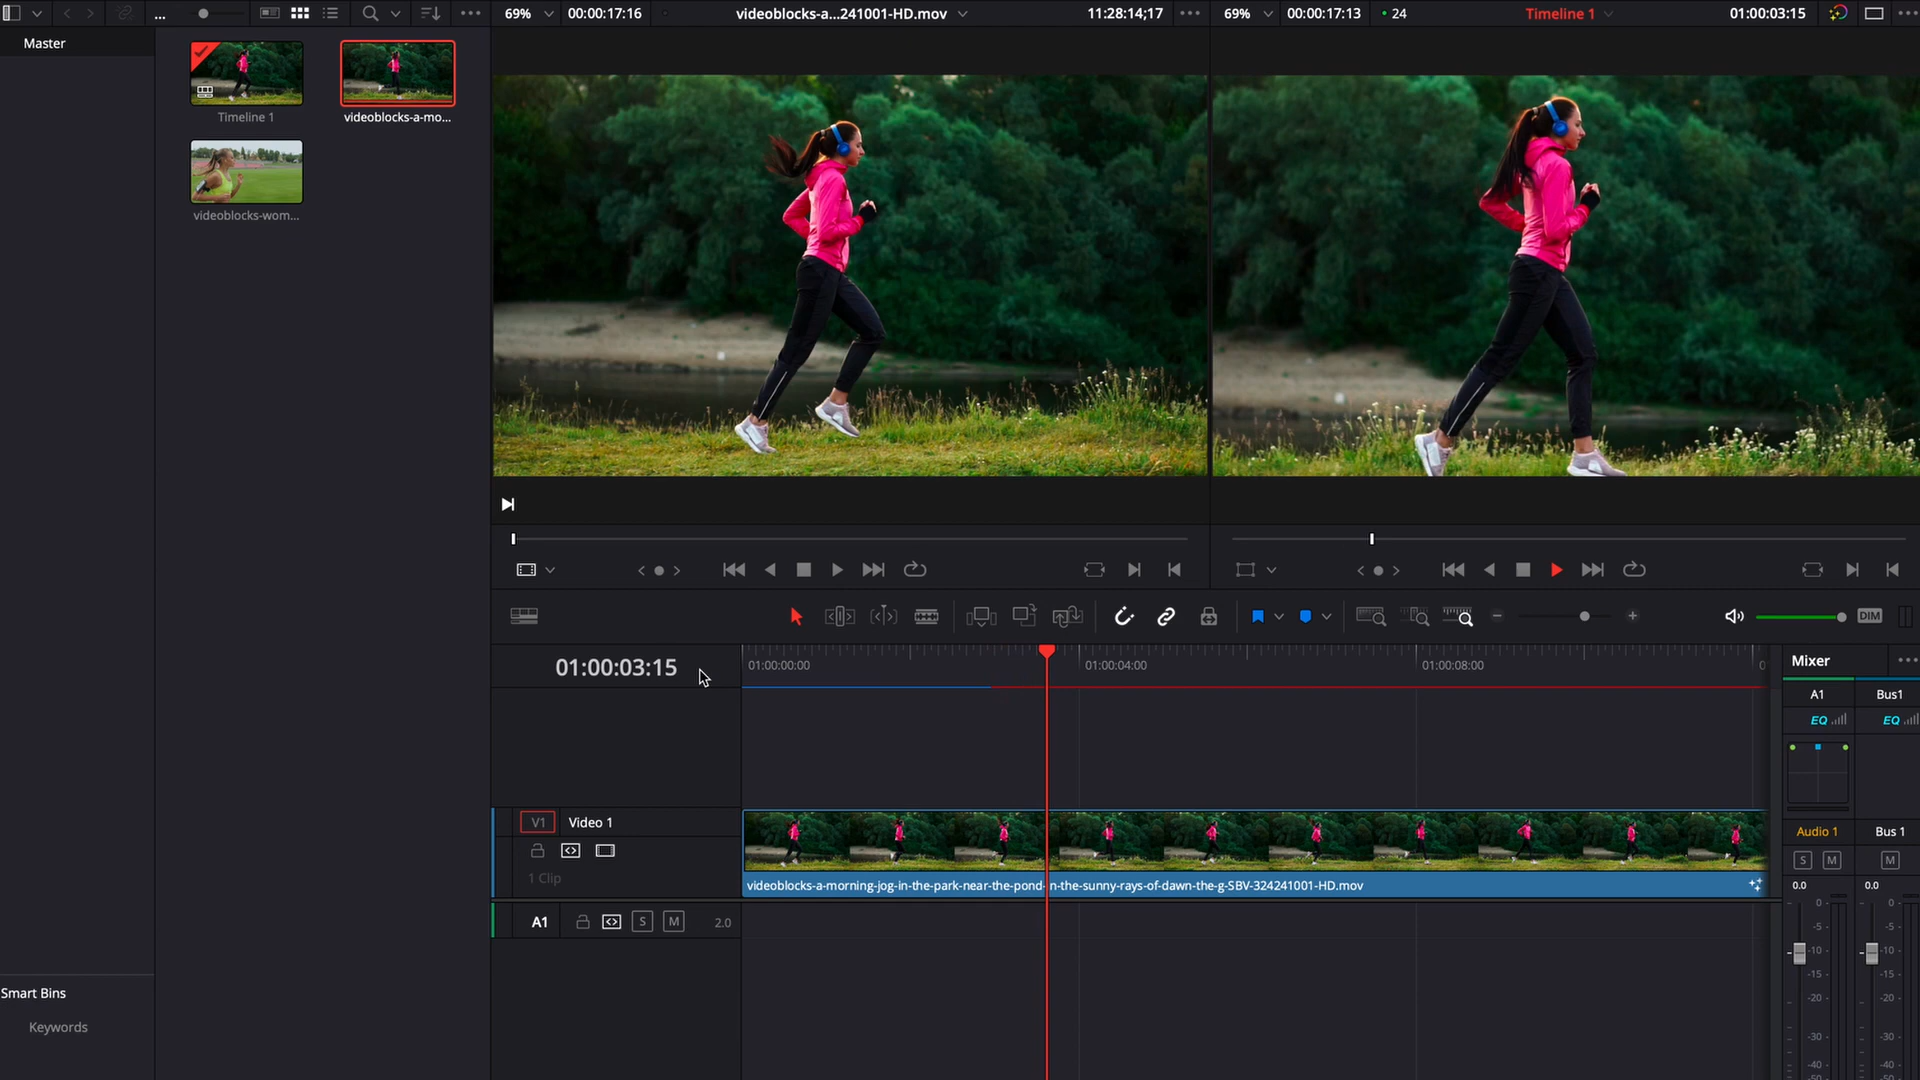 ...
69%
00:00:17:16
videoblocks-a...241001-HD.mov
11:28:14;17
69%
00:00:17:13
24
Timeline 1
01:00:03:15
Master
Timeline 1
videoblocks-a-mo...
videoblocks-wom...
DIM
01:00:03:15
01:00:00:00
01:00:04:00
01:00:08:00
Mixer
A1
Bus1
EQ
EQ
V1
Video 1
1 Clip
videoblocks-a-morning-jog-in-the-park-near-the-pond-in-the-sunny-rays-of-dawn-the-g-SBV-324241001-HD.mov
Audio 1
Bus 1
S
M
M
0.0
0.0
A1
S
M
2.0
0
0
-5
-5
-10
-10
-15
-15
-20
-20
-30
-30
-40
-40
Smart Bins
Keywords